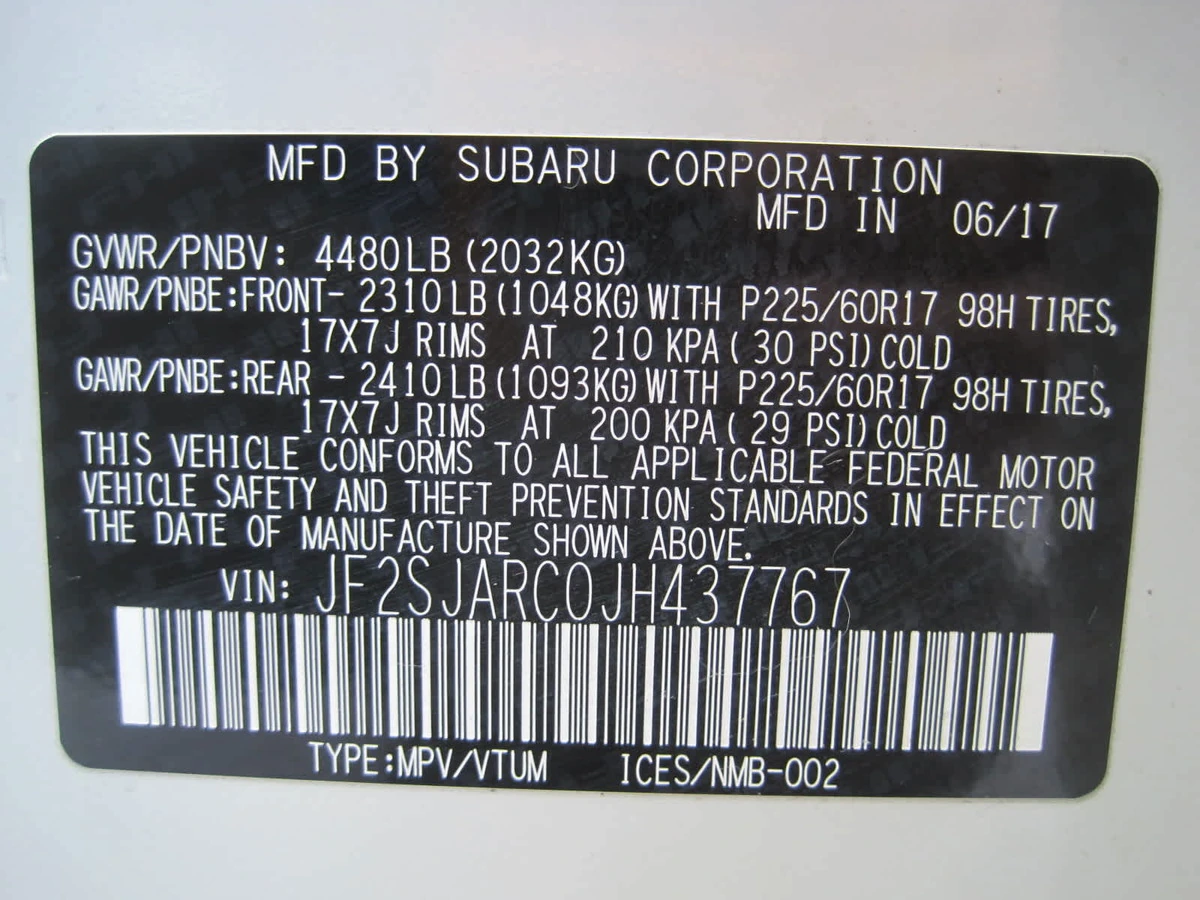 MFD BY SUBARU CORPORATION
MFD IN 06/17
GVWR/PNBV: 4480LB (2032KG)
GAWR/PNBE:FRONT- 2310LB (1048KG) WITH P225/60R17 98H TIRES,
17X7J RIMS AT 210 KPA ( 30 PSI) COLD
GAWR/PNBE:REAR - 2410LB (1093KG) WITH P225/60R17 98H TIRES,
17X7J RIMS AT 200 KPA ( 29 PSI) COLD
THIS VEHICLE CONFORMS TO ALL APPLICABLE FEDERAL MOTOR
VEHICLE SAFETY AND THEFT PREVENTION STANDARDS IN EFFECT ON
THE DATE OF MANUFACTURE SHOWN ABOVE.
VIN: JF2SJARC0JH437767
TYPE:MPV/VTUM ICES/NMB-002